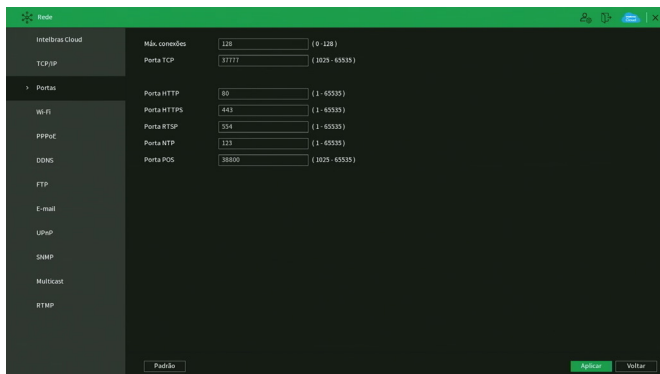 Rede
Intelbras Cloud
TCP/IP
Portas
Wi-Fi
PPPoE
DDNS
FTP
E-mail
UPnP
SNMP
Multicast
RTMP
Máx. conexões 128 ( 0 -128 )
Porta TCP 37777 ( 1025 - 65535 )
Porta HTTP 80 ( 1 - 65535 )
Porta HTTPS 443 ( 1 - 65535 )
Porta RTSP 554 ( 1 - 65535 )
Porta NTP 123 ( 1 - 65535 )
Porta POS 38800 ( 1025 - 65535 )
Padrão Aplicar Voltar